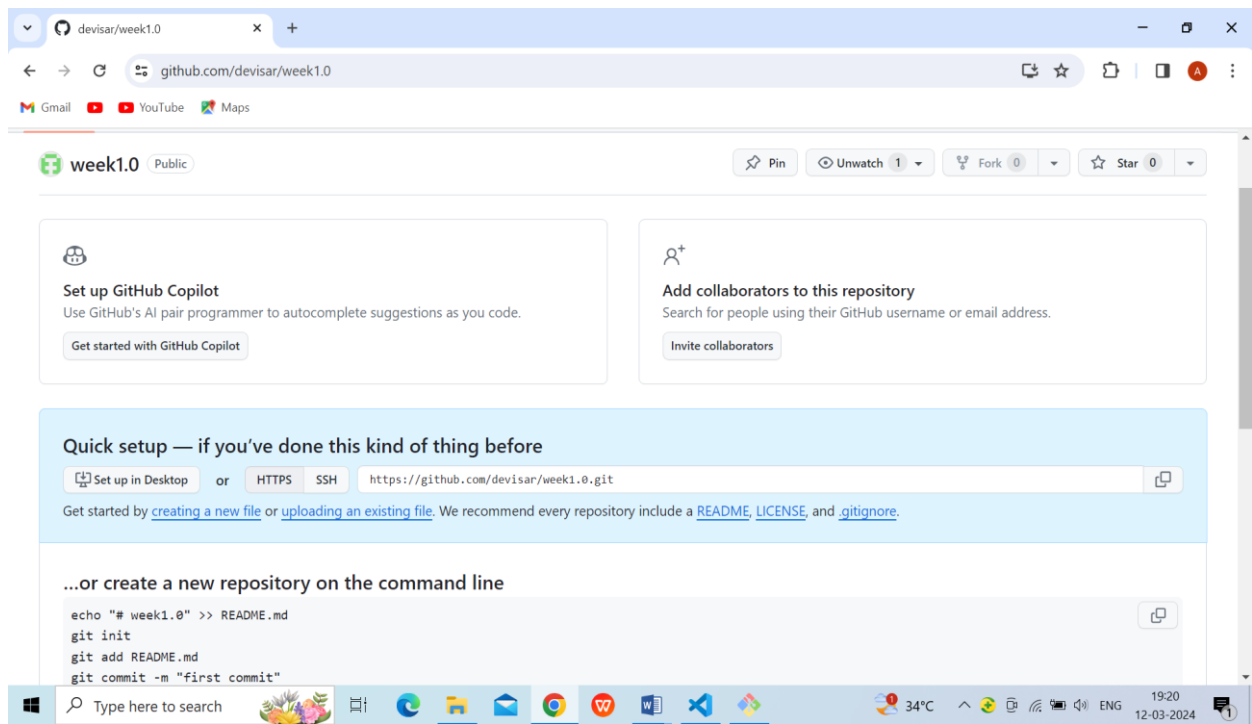 devisar/week1.0
github.com/devisar/week1.0
A
Gmail YouTube Maps
week1.0 Public Pin Unwatch 1 Fork 0 Star 0
Set up GitHub Copilot
Use GitHub's AI pair programmer to autocomplete suggestions as you code.
Get started with GitHub Copilot
Add collaborators to this repository
Search for people using their GitHub username or email address.
Invite collaborators
Quick setup — if you've done this kind of thing before
Set up in Desktop or HTTPS SSH https://github.com/devisar/week1.0.git
Get started by creating a new file or uploading an existing file. We recommend every repository include a README, LICENSE, and .gitignore.
...or create a new repository on the command line
echo "# week1.0" >> README.md
git init
git add README.md
git commit -m "first commit"
Type here to search
34°C ENG
19:20
12-03-2024
1